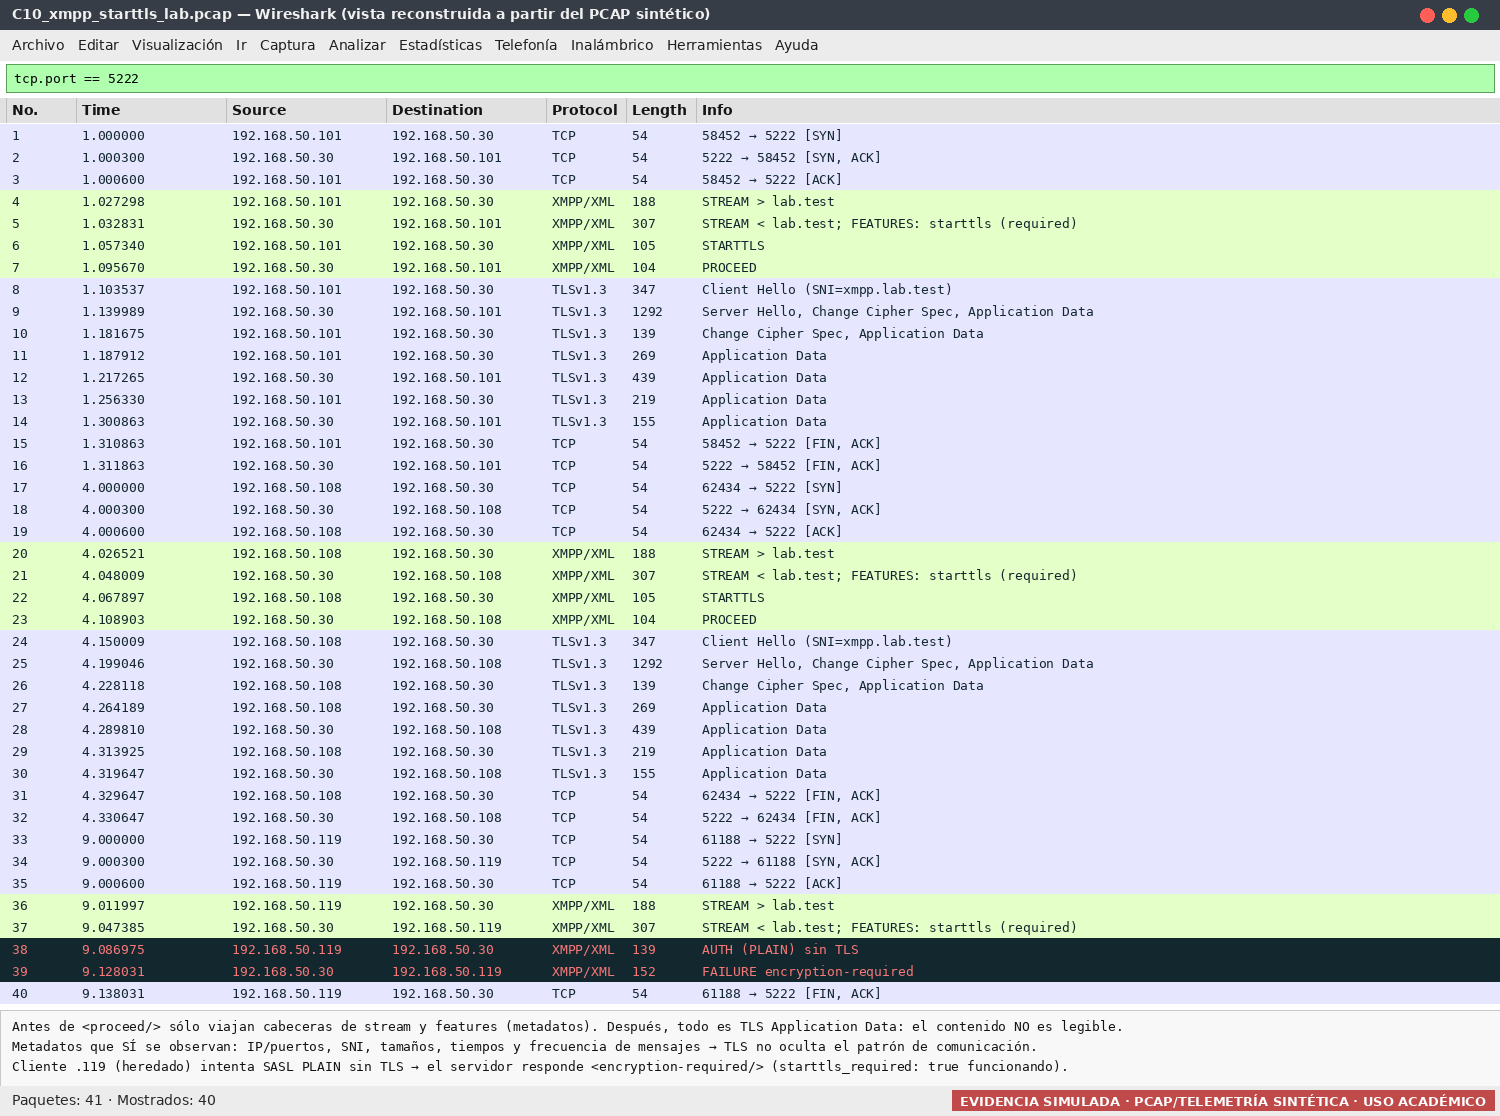 C10_xmpp_starttls_lab.pcap — Wireshark (vista reconstruida a partir del PCAP sintético)
Archivo Editar Visualización Ir Captura Analizar Estadísticas Telefonía Inalámbrico Herramientas Ayuda
tcp.port == 5222
No. Time Source Destination Protocol Length Info
1 1.000000 192.168.50.101 192.168.50.30 TCP 54 58452 → 5222 [SYN]
2 1.000300 192.168.50.30 192.168.50.101 TCP 54 5222 → 58452 [SYN, ACK]
3 1.000600 192.168.50.101 192.168.50.30 TCP 54 58452 → 5222 [ACK]
4 1.027298 192.168.50.101 192.168.50.30 XMPP/XML 188 STREAM > lab.test
5 1.032831 192.168.50.30 192.168.50.101 XMPP/XML 307 STREAM < lab.test; FEATURES: starttls (required)
6 1.057340 192.168.50.101 192.168.50.30 XMPP/XML 105 STARTTLS
7 1.095670 192.168.50.30 192.168.50.101 XMPP/XML 104 PROCEED
8 1.103537 192.168.50.101 192.168.50.30 TLSv1.3 347 Client Hello (SNI=xmpp.lab.test)
9 1.139989 192.168.50.30 192.168.50.101 TLSv1.3 1292 Server Hello, Change Cipher Spec, Application Data
10 1.181675 192.168.50.101 192.168.50.30 TLSv1.3 139 Change Cipher Spec, Application Data
11 1.187912 192.168.50.101 192.168.50.30 TLSv1.3 269 Application Data
12 1.217265 192.168.50.30 192.168.50.101 TLSv1.3 439 Application Data
13 1.256330 192.168.50.101 192.168.50.30 TLSv1.3 219 Application Data
14 1.300863 192.168.50.30 192.168.50.101 TLSv1.3 155 Application Data
15 1.310863 192.168.50.101 192.168.50.30 TCP 54 58452 → 5222 [FIN, ACK]
16 1.311863 192.168.50.30 192.168.50.101 TCP 54 5222 → 58452 [FIN, ACK]
17 4.000000 192.168.50.108 192.168.50.30 TCP 54 62434 → 5222 [SYN]
18 4.000300 192.168.50.30 192.168.50.108 TCP 54 5222 → 62434 [SYN, ACK]
19 4.000600 192.168.50.108 192.168.50.30 TCP 54 62434 → 5222 [ACK]
20 4.026521 192.168.50.108 192.168.50.30 XMPP/XML 188 STREAM > lab.test
21 4.048009 192.168.50.30 192.168.50.108 XMPP/XML 307 STREAM < lab.test; FEATURES: starttls (required)
22 4.067897 192.168.50.108 192.168.50.30 XMPP/XML 105 STARTTLS
23 4.108903 192.168.50.30 192.168.50.108 XMPP/XML 104 PROCEED
24 4.150009 192.168.50.108 192.168.50.30 TLSv1.3 347 Client Hello (SNI=xmpp.lab.test)
25 4.199046 192.168.50.30 192.168.50.108 TLSv1.3 1292 Server Hello, Change Cipher Spec, Application Data
26 4.228118 192.168.50.108 192.168.50.30 TLSv1.3 139 Change Cipher Spec, Application Data
27 4.264189 192.168.50.108 192.168.50.30 TLSv1.3 269 Application Data
28 4.289810 192.168.50.30 192.168.50.108 TLSv1.3 439 Application Data
29 4.313925 192.168.50.108 192.168.50.30 TLSv1.3 219 Application Data
30 4.319647 192.168.50.30 192.168.50.108 TLSv1.3 155 Application Data
31 4.329647 192.168.50.108 192.168.50.30 TCP 54 62434 → 5222 [FIN, ACK]
32 4.330647 192.168.50.30 192.168.50.108 TCP 54 5222 → 62434 [FIN, ACK]
33 9.000000 192.168.50.119 192.168.50.30 TCP 54 61188 → 5222 [SYN]
34 9.000300 192.168.50.30 192.168.50.119 TCP 54 5222 → 61188 [SYN, ACK]
35 9.000600 192.168.50.119 192.168.50.30 TCP 54 61188 → 5222 [ACK]
36 9.011997 192.168.50.119 192.168.50.30 XMPP/XML 188 STREAM > lab.test
37 9.047385 192.168.50.30 192.168.50.119 XMPP/XML 307 STREAM < lab.test; FEATURES: starttls (required)
38 9.086975 192.168.50.119 192.168.50.30 XMPP/XML 139 AUTH (PLAIN) sin TLS
39 9.128031 192.168.50.30 192.168.50.119 XMPP/XML 152 FAILURE encryption-required
40 9.138031 192.168.50.119 192.168.50.30 TCP 54 61188 → 5222 [FIN, ACK]
Antes de <proceed/> sólo viajan cabeceras de stream y features (metadatos). Después, todo es TLS Application Data: el contenido NO es legible.
Metadatos que SÍ se observan: IP/puertos, SNI, tamaños, tiempos y frecuencia de mensajes → TLS no oculta el patrón de comunicación.
Cliente .119 (heredado) intenta SASL PLAIN sin TLS → el servidor responde <encryption-required/> (starttls_required: true funcionando).
Paquetes: 41 · Mostrados: 40
EVIDENCIA SIMULADA · PCAP/TELEMETRÍA SINTÉTICA · USO ACADÉMICO